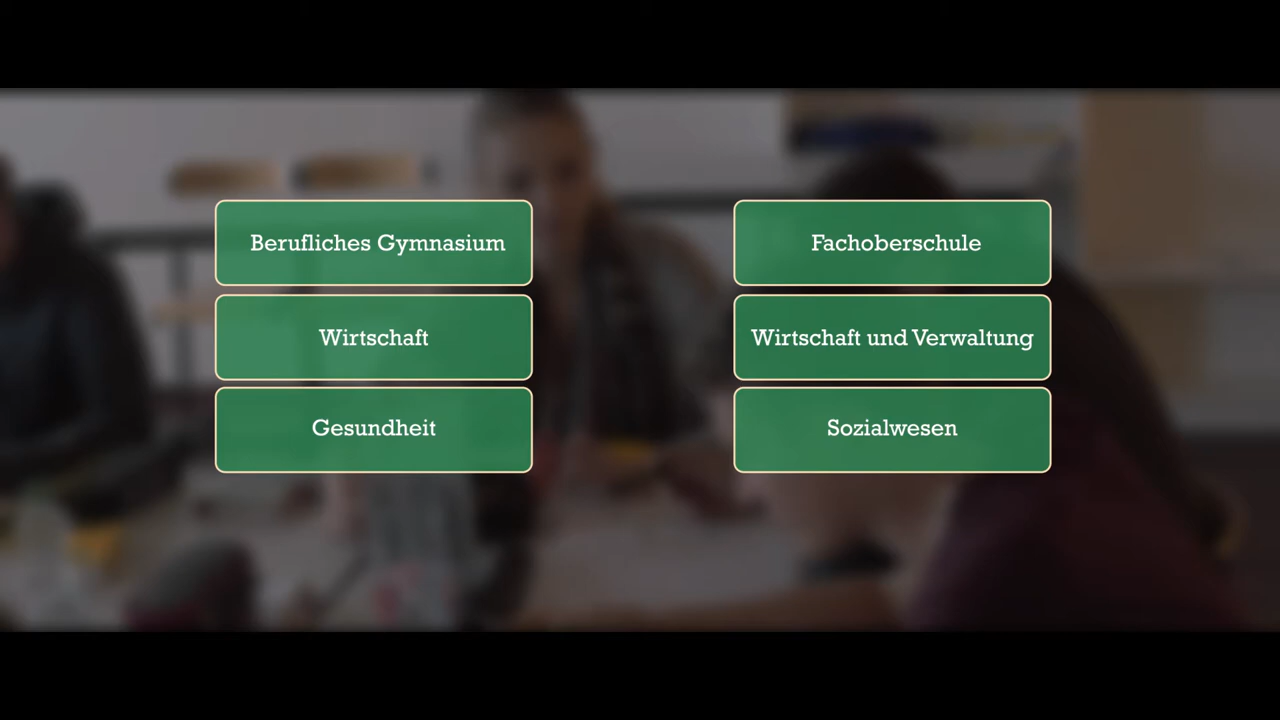 Berufliches Gymnasium
Wirtschaft
Gesundheit
Fachoberschule
Wirtschaft und Verwaltung
Sozialwesen